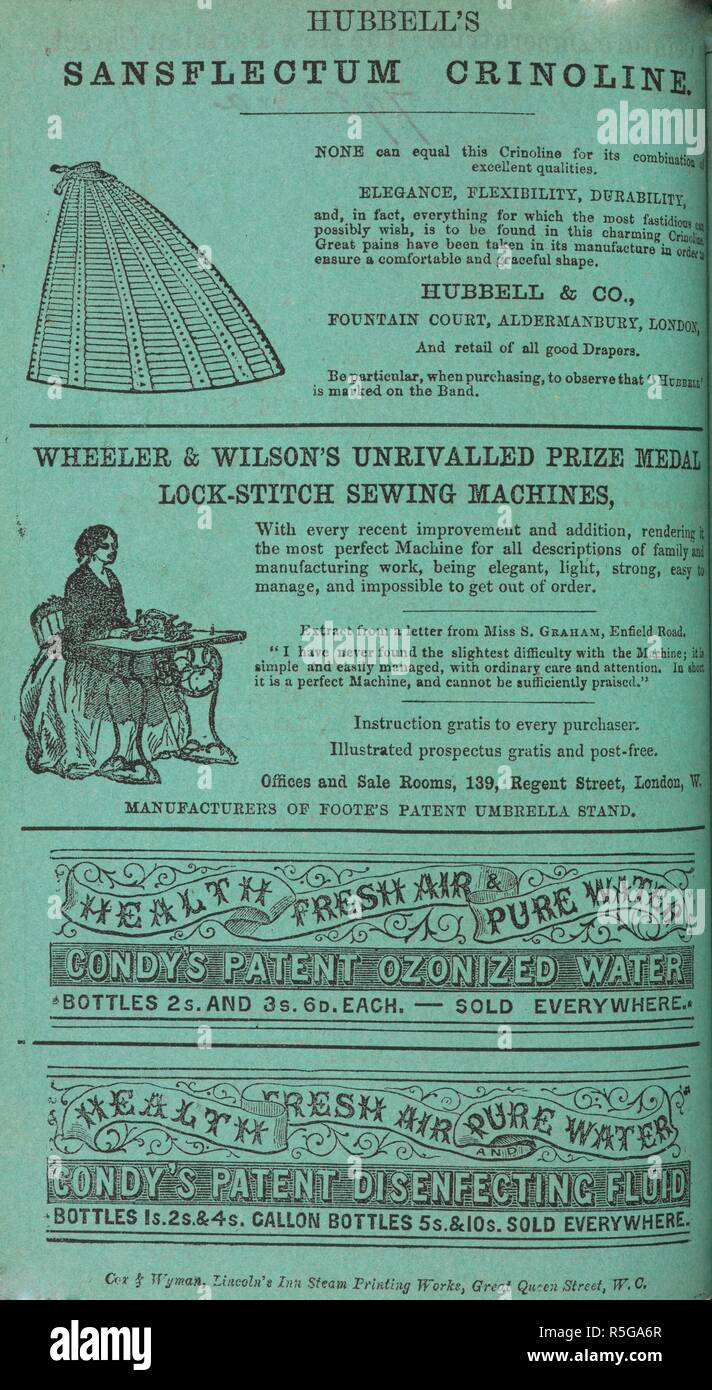 HUBBELL'S
SANSFLECTUM CRINOLINE.
NONE can equal this Crinoline for its combination of
excellent qualities.
ELEGANCE, FLEXIBILITY, DURABILITY,
and, in fact, everything for which the most fastidious can
possibly wish, is to be found in this charming Crinoline.
Great pains have been taken in its manufacture in order to
ensure a comfortable and graceful shape.
HUBBELL & CO.,
FOUNTAIN COURT, ALDERMANBURY, LONDON,
And retail of all good Drapers.
Be particular, when purchasing, to observe that "HUBBELL"
is marked on the Band.
WHEELER & WILSON'S UNRIVALLED PRIZE MEDAL
LOCK-STITCH SEWING MACHINES,
With every recent improvement and addition, rendering it
the most perfect Machine for all descriptions of family and
manufacturing work, being elegant, light, strong, easy to
manage, and impossible to get out of order.
Extract from a letter from Miss S. GRAHAM, Enfield Road.
"I have never found the slightest difficulty with the Machine; it is
simple and easily managed, with ordinary care and attention. In short
it is a perfect Machine, and cannot be sufficiently praised."
Instruction gratis to every purchaser.
Illustrated prospectus gratis and post-free.
Offices and Sale Rooms, 139, Regent Street, London, W.
MANUFACTURERS OF FOOTE'S PATENT UMBRELLA STAND.
HEALTH FRESH AIR & PURE WATER
CONDY'S PATENT OZONIZED WATER
BOTTLES 2s. AND 3s. 6D. EACH. — SOLD EVERYWHERE.
HEALTH FRESH AIR AND PURE WATER
CONDY'S PATENT DISENFECTING FLUID
BOTTLES 1s. 2s. & 4s. GALLON BOTTLES 5s. & 10s. SOLD EVERYWHERE.
Cox & Wyman, Lincoln's Inn Steam Printing Works, Great Queen Street, W.C.
alamy
Image ID: R5GA6R
www.alamy.com